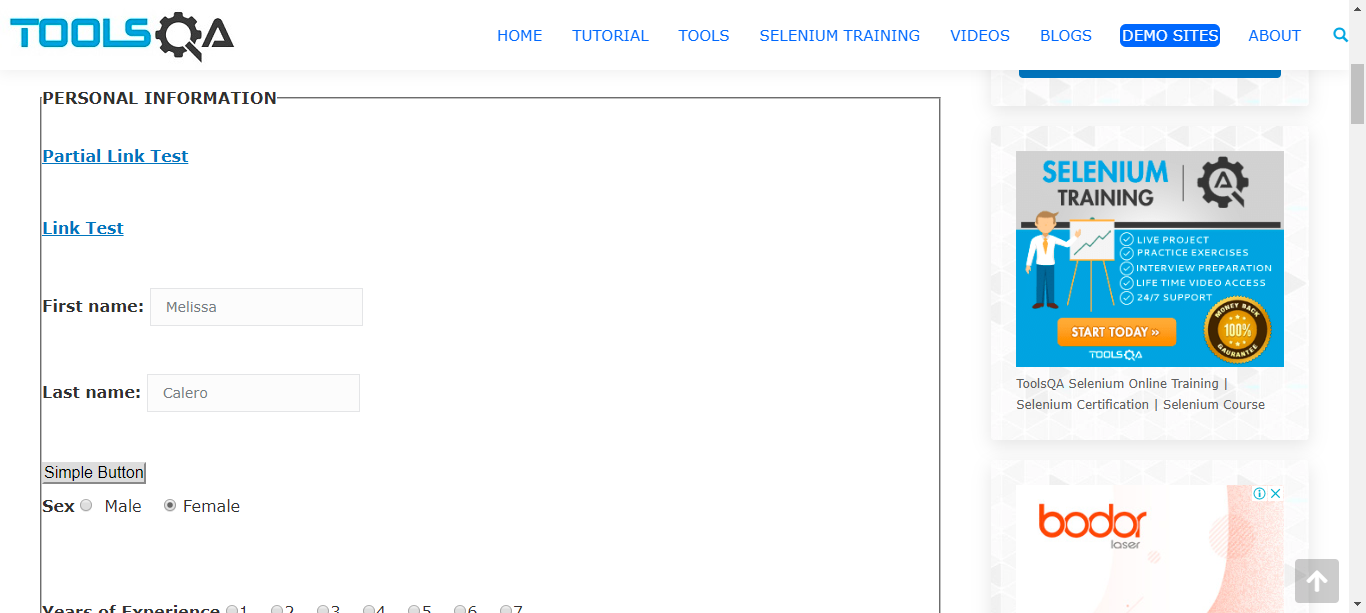 TOOLSQA
HOME TUTORIAL TOOLS SELENIUM TRAINING VIDEOS BLOGS DEMO SITES ABOUT
PERSONAL INFORMATION
Partial Link Test
Link Test
First name: Melissa
Last name: Calero
Simple Button
Sex Male Female
Years of Experience 1 2 3 4 5 6 7
SELENIUM
TRAINING
LIVE PROJECT
PRACTICE EXERCISES
INTERVIEW PREPARATION
LIFE TIME VIDEO ACCESS
24/7 SUPPORT
START TODAY »
TOOLSQA
MONEY BACK
100%
GAURANTEE
ToolsQA Selenium Online Training |
Selenium Certification | Selenium Course
bodor
laser